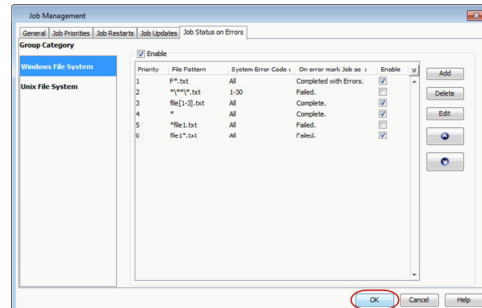 Job Management
General Job Priorities Job Restarts Job Updates Job Status on Errors
Group Category
Windows File System
Unix File System
Enable
Priority File Pattern System Error Code On error mark Job as Enable
1 F*.txt All Completed with Errors.
2 *\**\*.txt 1-30 Failed.
3 file[1-3].txt All Complete.
4 * All Complete.
5 *file1.txt All Failed.
6 file1*.txt All Failed.
Add
Delete
Edit
OK Cancel Help